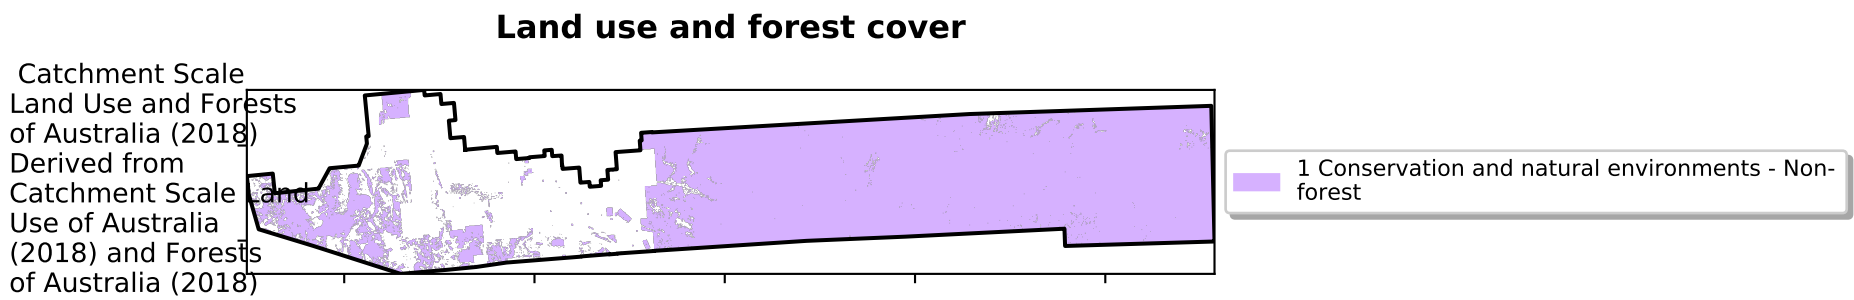 Land use and forest cover
Catchment Scale
Land Use and Forests
of Australia (2018)
Derived from
Catchment Scale Land
Use of Australia
(2018) and Forests
of Australia (2018)
1 Conservation and natural environments - Non-
forest